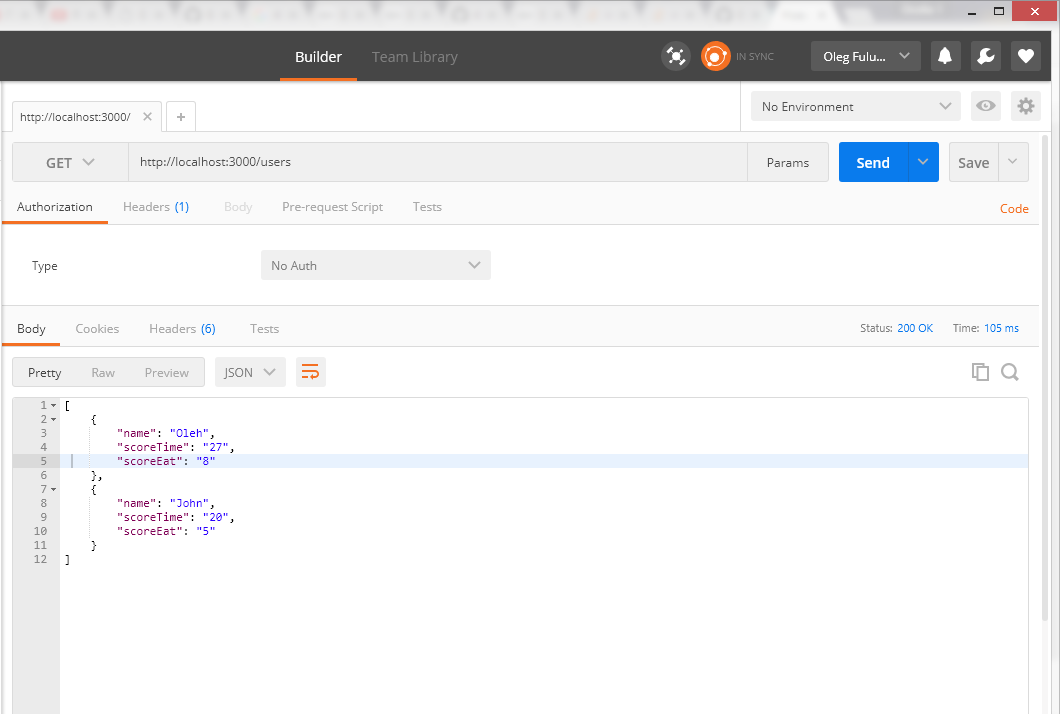 Builder Team Library IN SYNC Oleg Fulu...
http://localhost:3000/ + No Environment
GET http://localhost:3000/users Params Send Save
Authorization Headers (1) Body Pre-request Script Tests Code
Type No Auth
Body Cookies Headers (6) Tests Status: 200 OK Time: 105 ms
Pretty Raw Preview JSON
1 [
2 {
3 "name": "Oleh",
4 "scoreTime": "27",
5 "scoreEat": "8"
6 },
7 {
8 "name": "John",
9 "scoreTime": "20",
10 "scoreEat": "5"
11 }
12 ]